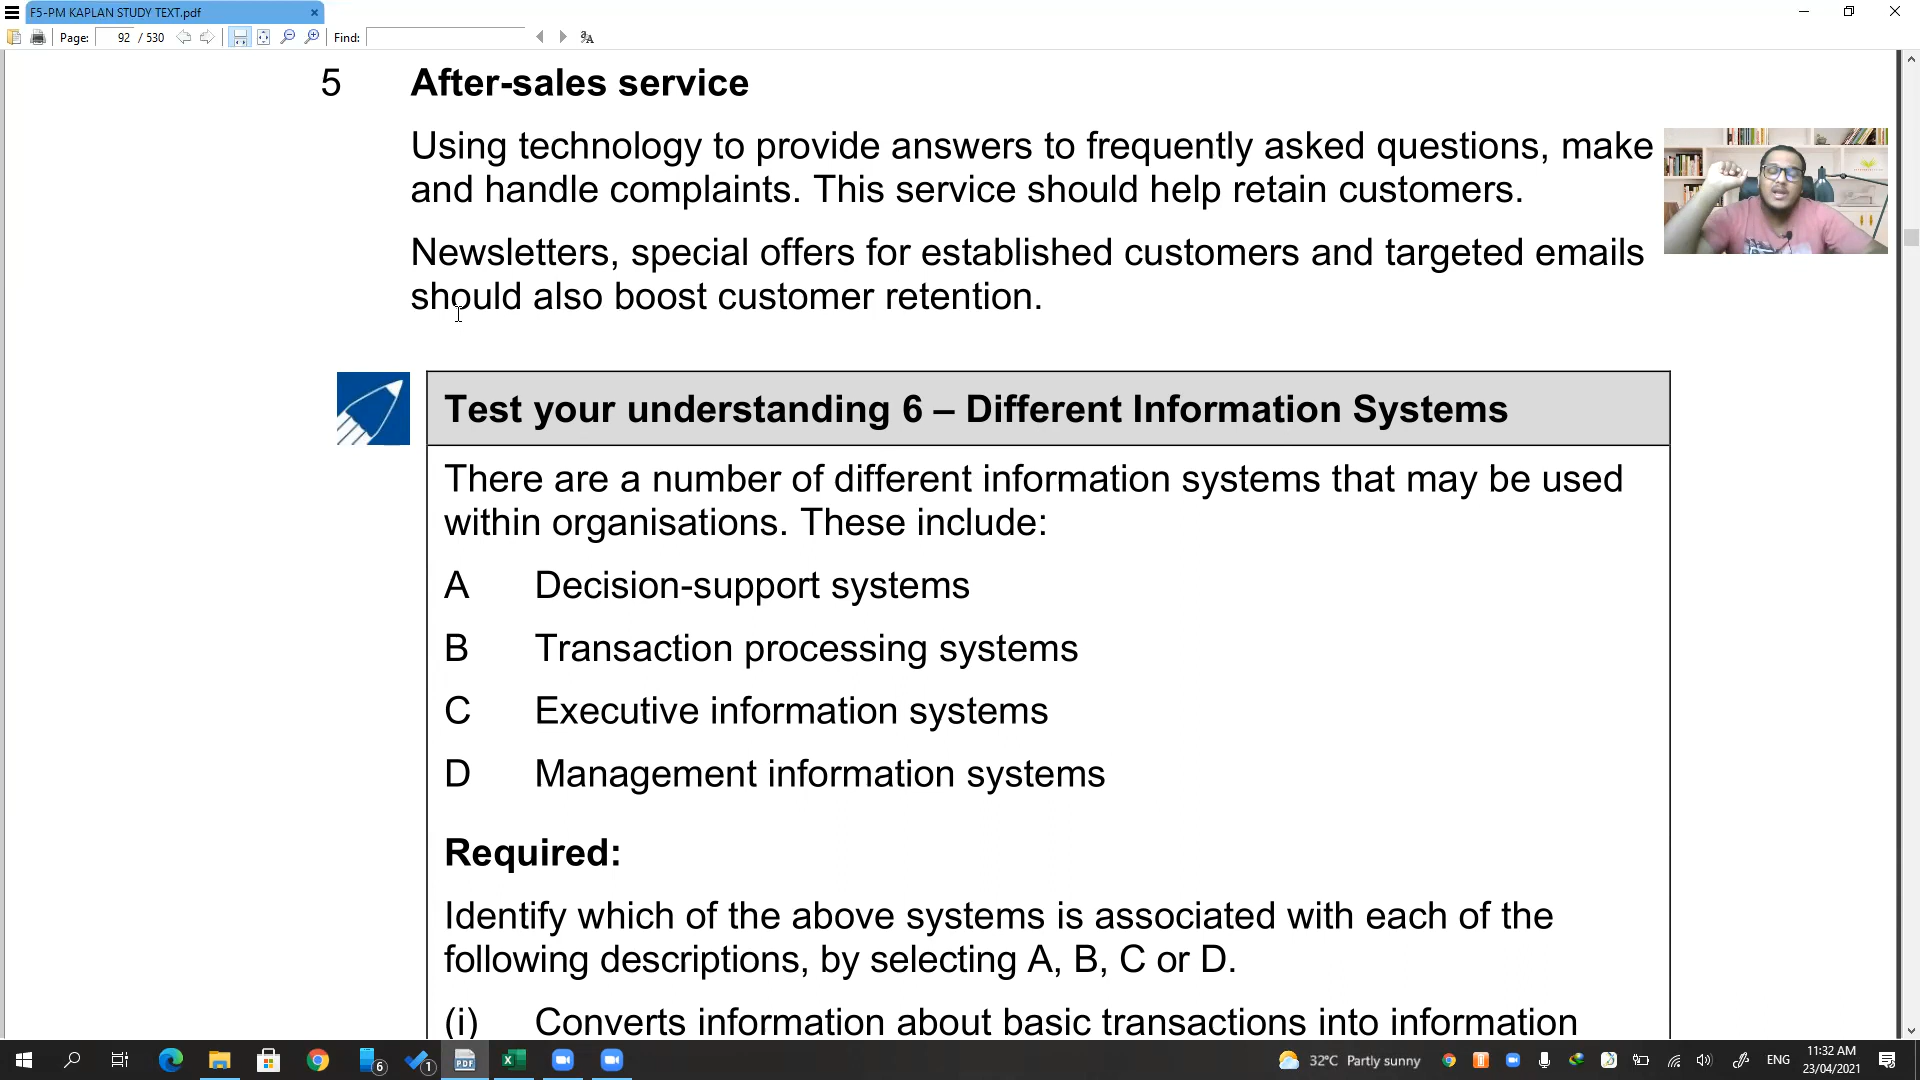 F5-PM KAPLAN STUDY TEXT.pdf
Page: 92 / 530 Find:
5 After-sales service
Using technology to provide answers to frequently asked questions, make
and handle complaints. This service should help retain customers.
Newsletters, special offers for established customers and targeted emails
should also boost customer retention.
Test your understanding 6 – Different Information Systems
There are a number of different information systems that may be used
within organisations. These include:
A Decision-support systems
B Transaction processing systems
C Executive information systems
D Management information systems
Required:
Identify which of the above systems is associated with each of the
following descriptions, by selecting A, B, C or D.
(i) Converts information about basic transactions into information
6 1 PDF 32°C Partly sunny ENG 11:32 AM
23/04/2021